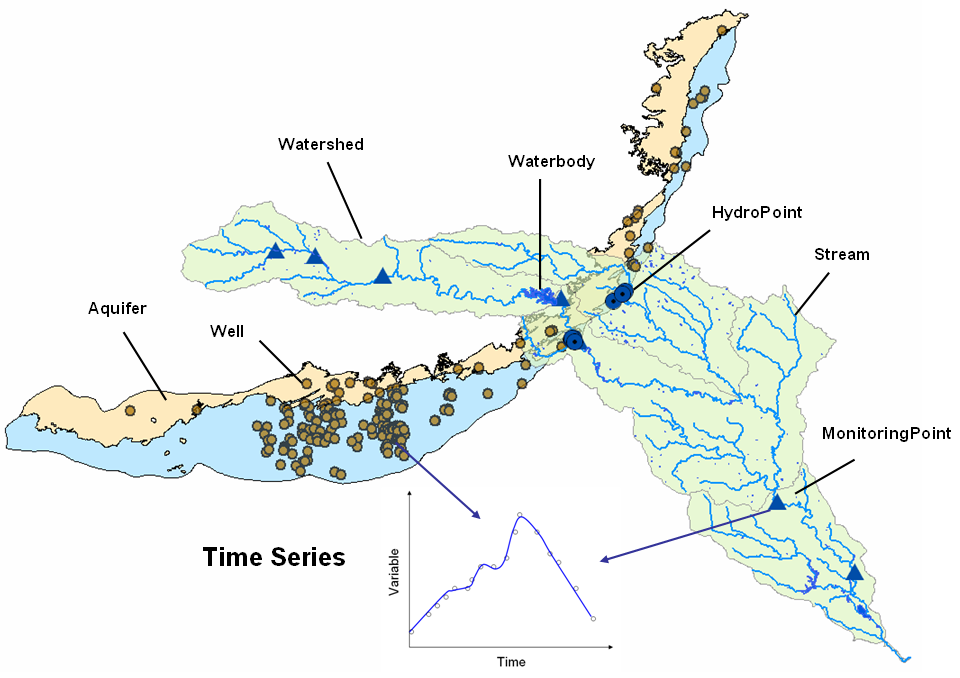 Watershed
Waterbody
HydroPoint
Stream
Aquifer
Well
MonitoringPoint
Time Series
Variable
Time